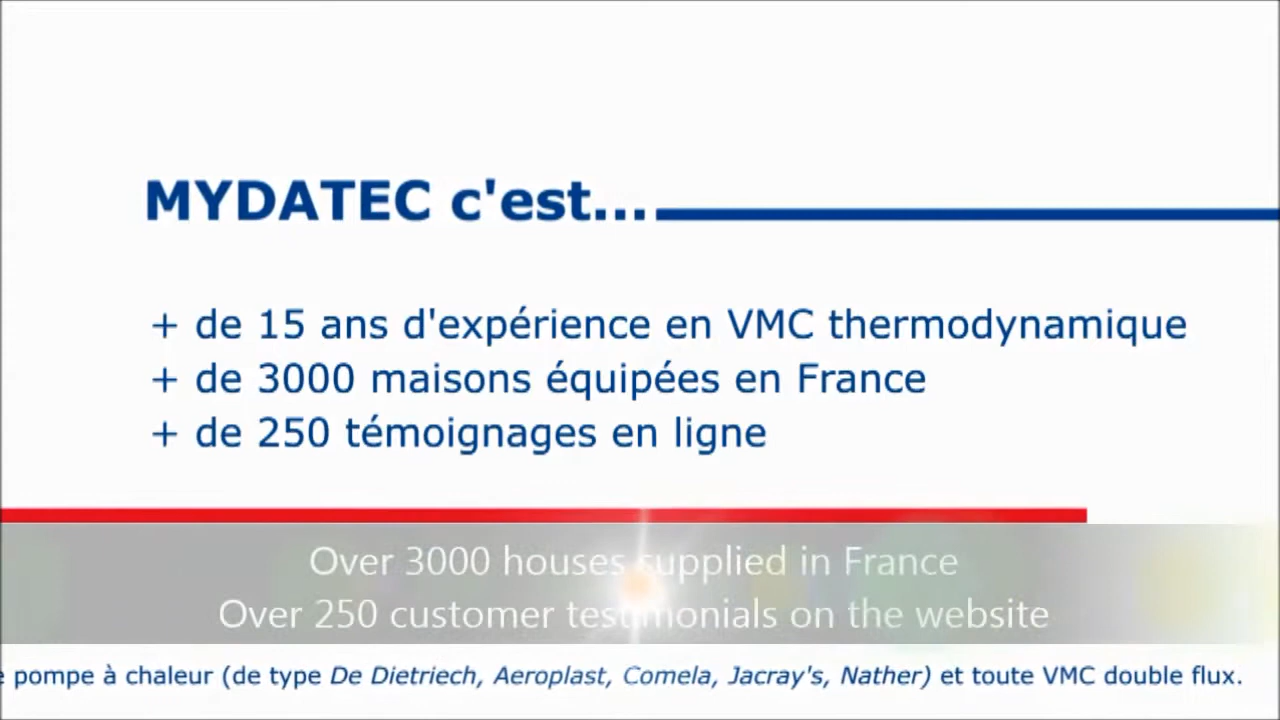 MYDATEC c'est...
+ de 15 ans d'expérience en VMC thermodynamique
+ de 3000 maisons équipées en France
+ de 250 témoignages en ligne
Over 3000 houses supplied in France
Over 250 customer testimonials on the website
pompe à chaleur (de type De Dietriech, Aeroplast, Comela, Jacray's, Nather) et toute VMC double flux.